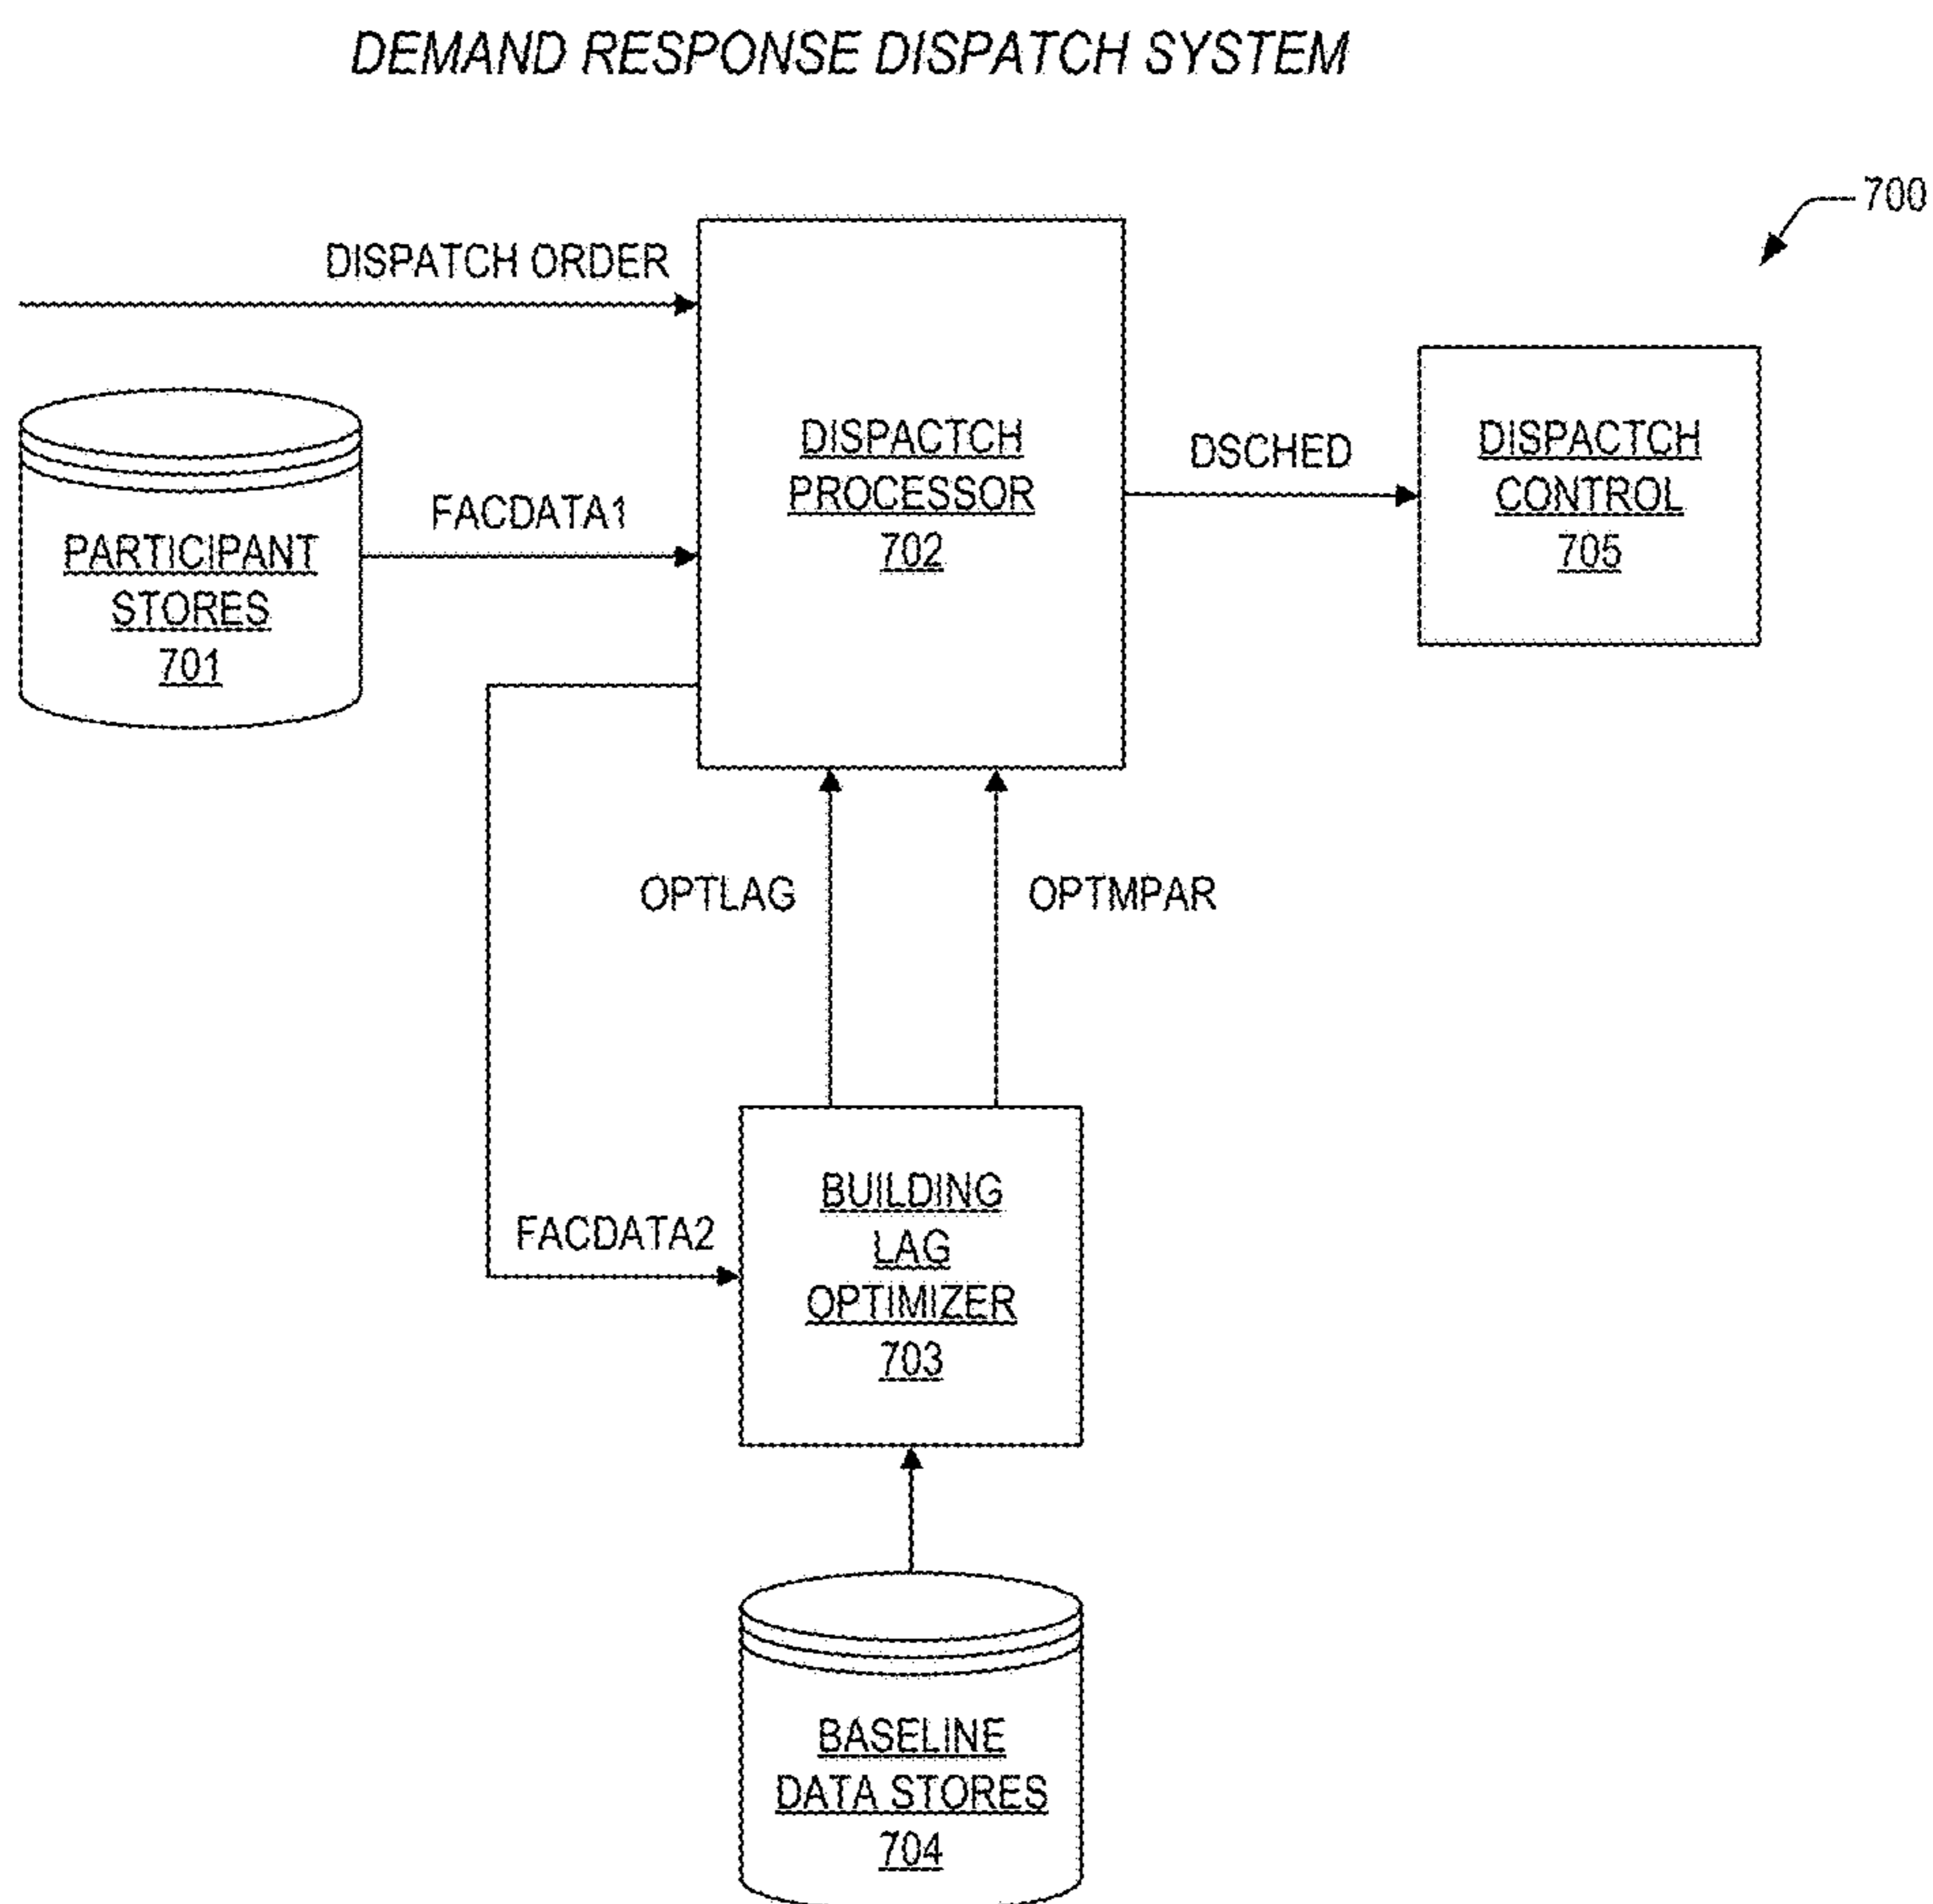 DEMAND RESPONSE DISPATCH SYSTEM
700
DISPATCH ORDER
DISPACTCH
PROCESSOR
702
DSCHED
DISPACTCH
CONTROL
705
FACDATA1
PARTICIPANT
STORES
701
OPTLAG
OPTMPAR
FACDATA2
BUILDING
LAG
OPTIMIZER
703
BASELINE
DATA STORES
704